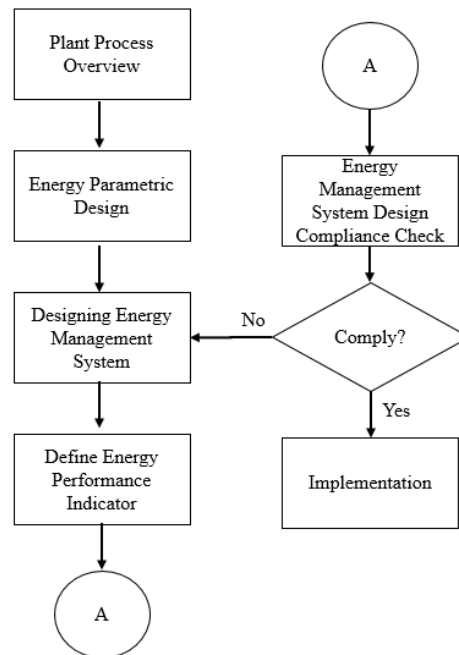 Plant Process
Overview
Energy Parametric
Design
Designing Energy
Management
System
Define Energy
Performance
Indicator
A
A
Energy
Management
System Design
Compliance Check
Comply?
No
Yes
Implementation